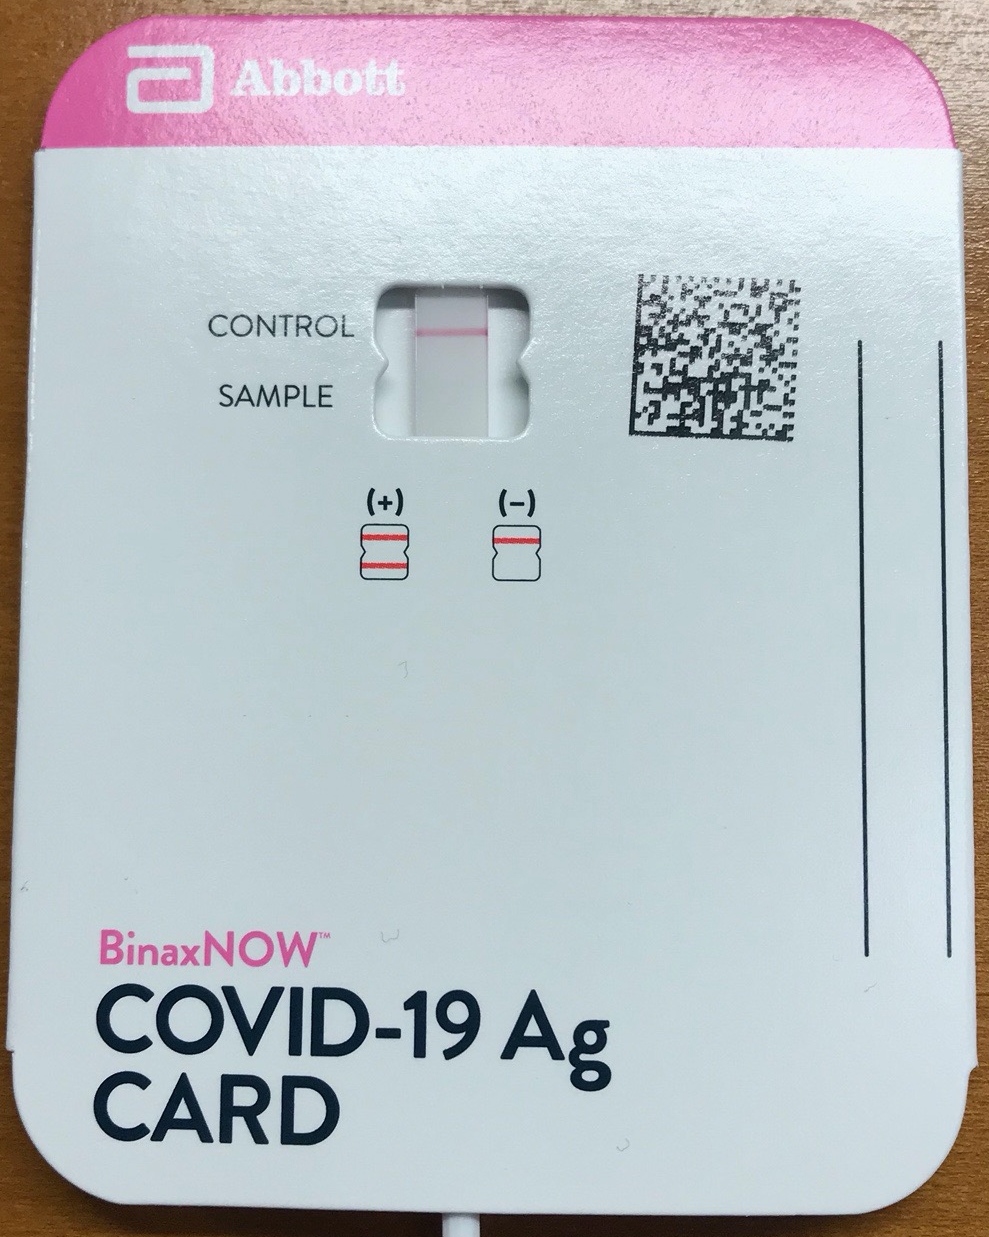 Abbott
CONTROL
SAMPLE
(+) (-)
BinaxNOW™
COVID-19 Ag
CARD